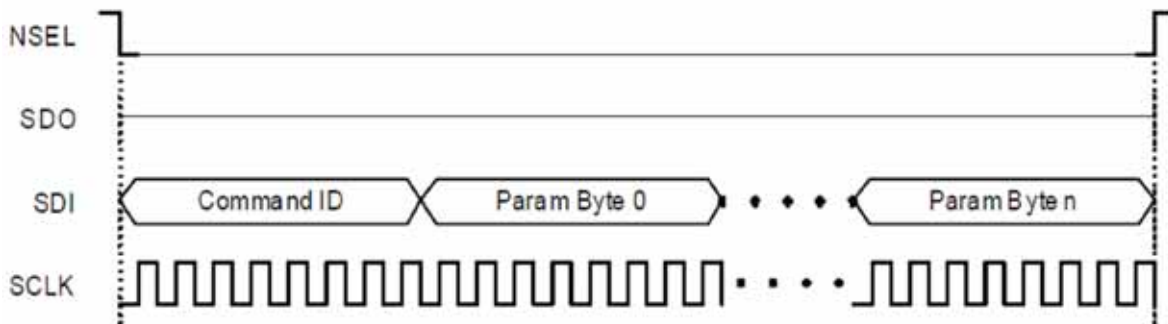 NSEL
SDO
SDI Command ID Param Byte 0 Param Byte n
SCLK